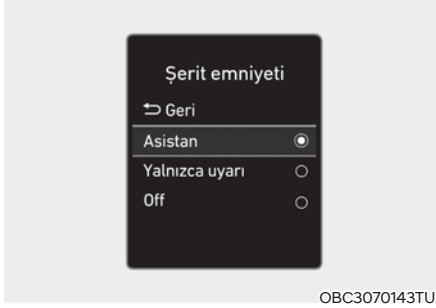 Şerit emniyeti
Geri
Asistan
Yalnızca uyarı
Off
OBC3070143TU